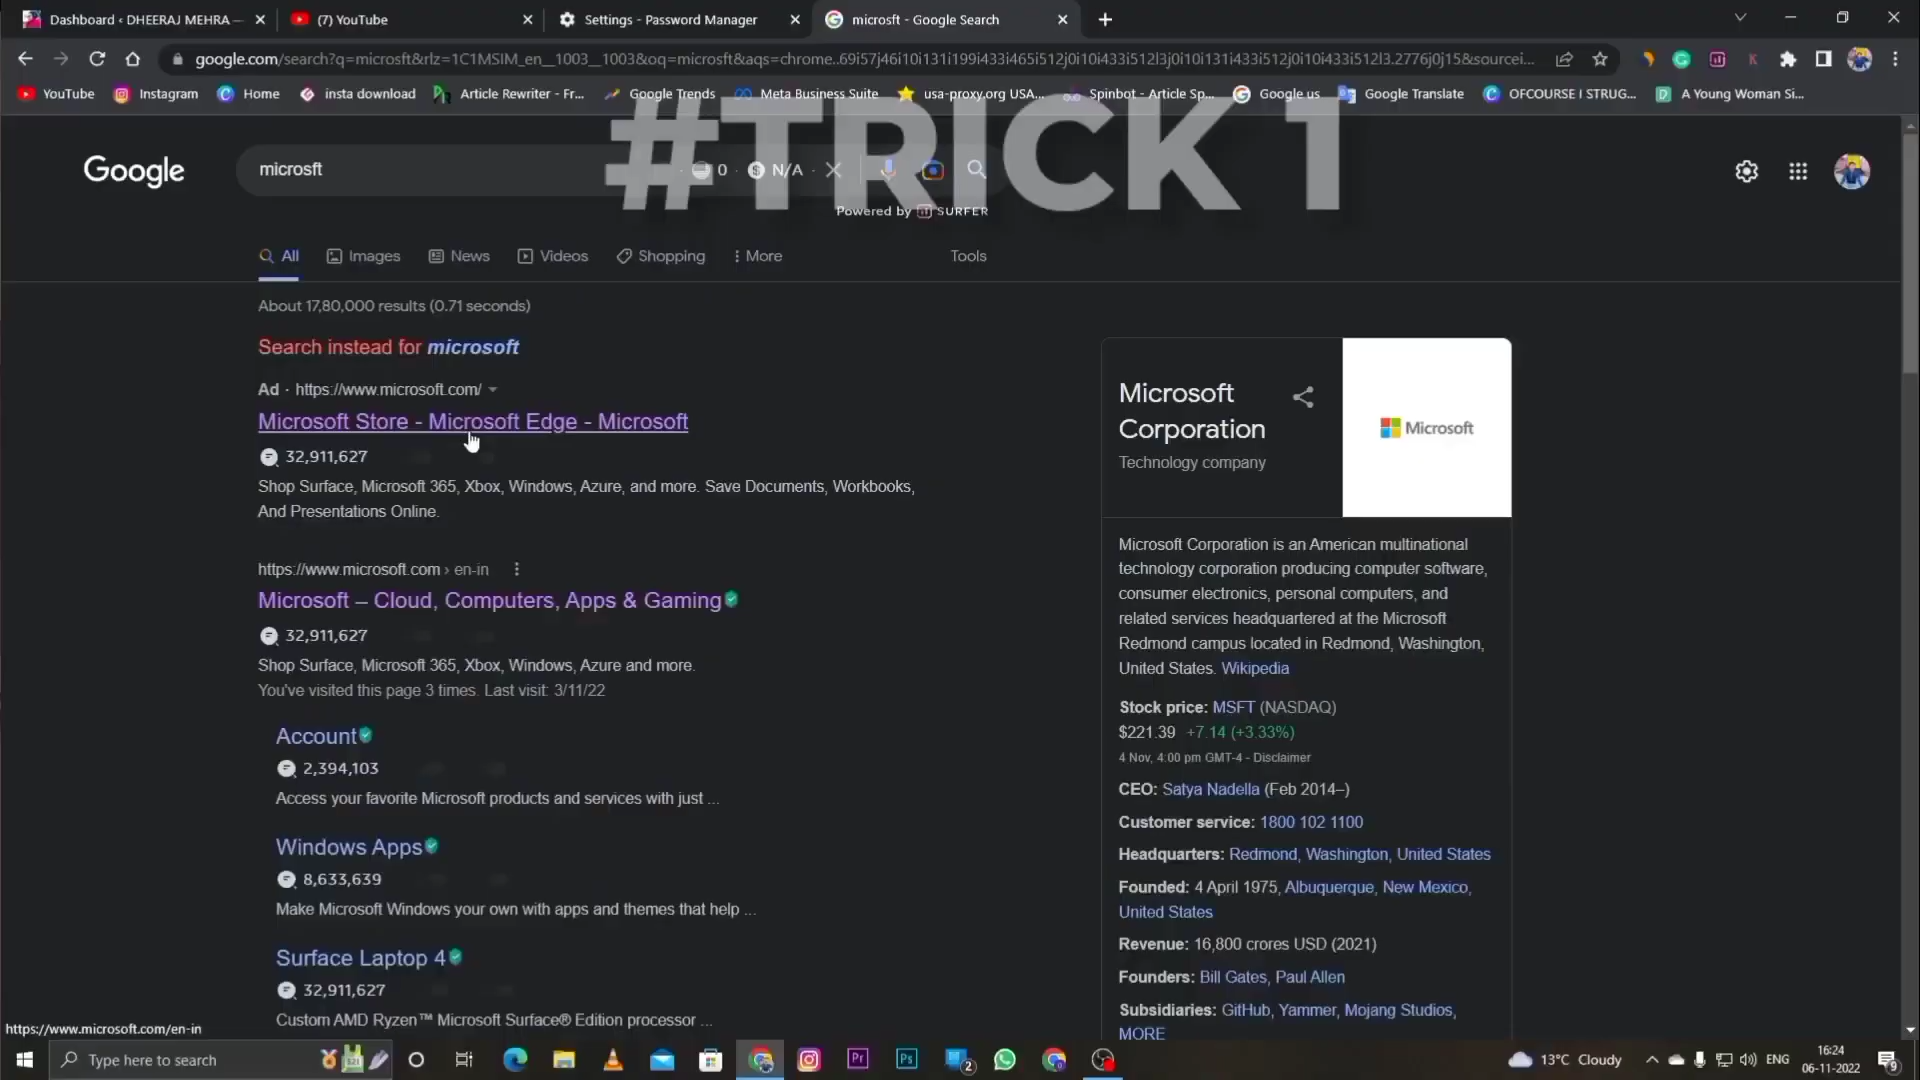 Dashboard ‹ DHEERAJ MEHRA —
(7) YouTube
Settings - Password Manager
microsft - Google Search
google.com/search?q=microsft&rlz=1C1MSIM_en__1003__1003&oq=microsft&aqs=chrome..69i57j46i10i131i199i433i465i512j0i10i433i512l3j0i10i131i433i512j0i10i433i512l3.2776j0j15&sourcei...
YouTube
Instagram
Home
insta download
Article Rewriter - Fr...
Google Trends
Meta Business Suite
usa-proxy.org USA...
Spinbot - Article Sp...
Google us
Google Translate
OFCOURSE I STRUG...
A Young Woman Si...
#TRICK 1
Google
microsft
0 · N/A ·
Powered by SURFER
All
Images
News
Videos
Shopping
More
Tools
About 17,80,000 results (0.71 seconds)
Search instead for microsoft
Ad · https://www.microsoft.com/
Microsoft Store - Microsoft Edge - Microsoft
32,911,627
Shop Surface, Microsoft 365, Xbox, Windows, Azure, and more. Save Documents, Workbooks,
And Presentations Online.
https://www.microsoft.com › en-in
Microsoft – Cloud, Computers, Apps & Gaming
32,911,627
Shop Surface, Microsoft 365, Xbox, Windows, Azure and more.
You've visited this page 3 times. Last visit: 3/11/22
Account
2,394,103
Access your favorite Microsoft products and services with just ...
Windows Apps
8,633,639
Make Microsoft Windows your own with apps and themes that help ...
Surface Laptop 4
32,911,627
Custom AMD Ryzen™ Microsoft Surface® Edition processor ...
Microsoft
Corporation
Technology company
Microsoft
Microsoft Corporation is an American multinational
technology corporation producing computer software,
consumer electronics, personal computers, and
related services headquartered at the Microsoft
Redmond campus located in Redmond, Washington,
United States. Wikipedia
Stock price: MSFT (NASDAQ)
$221.39 +7.14 (+3.33%)
4 Nov, 4:00 pm GMT-4 - Disclaimer
CEO: Satya Nadella (Feb 2014–)
Customer service: 1800 102 1100
Headquarters: Redmond, Washington, United States
Founded: 4 April 1975, Albuquerque, New Mexico,
United States
Revenue: 16,800 crores USD (2021)
Founders: Bill Gates, Paul Allen
Subsidiaries: GitHub, Yammer, Mojang Studios,
MORE
https://www.microsoft.com/en-in
Type here to search
Pr
Ps
2
13°C Cloudy
ENG
16:24
06-11-2022
9